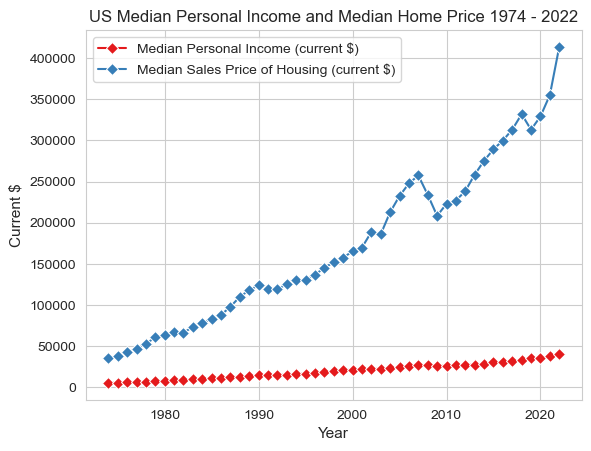 US Median Personal Income and Median Home Price 1974 - 2022
Median Personal Income (current $)
Median Sales Price of Housing (current $)
400000
350000
300000
250000
200000
150000
100000
50000
0
Current $
1980 1990 2000 2010 2020
Year